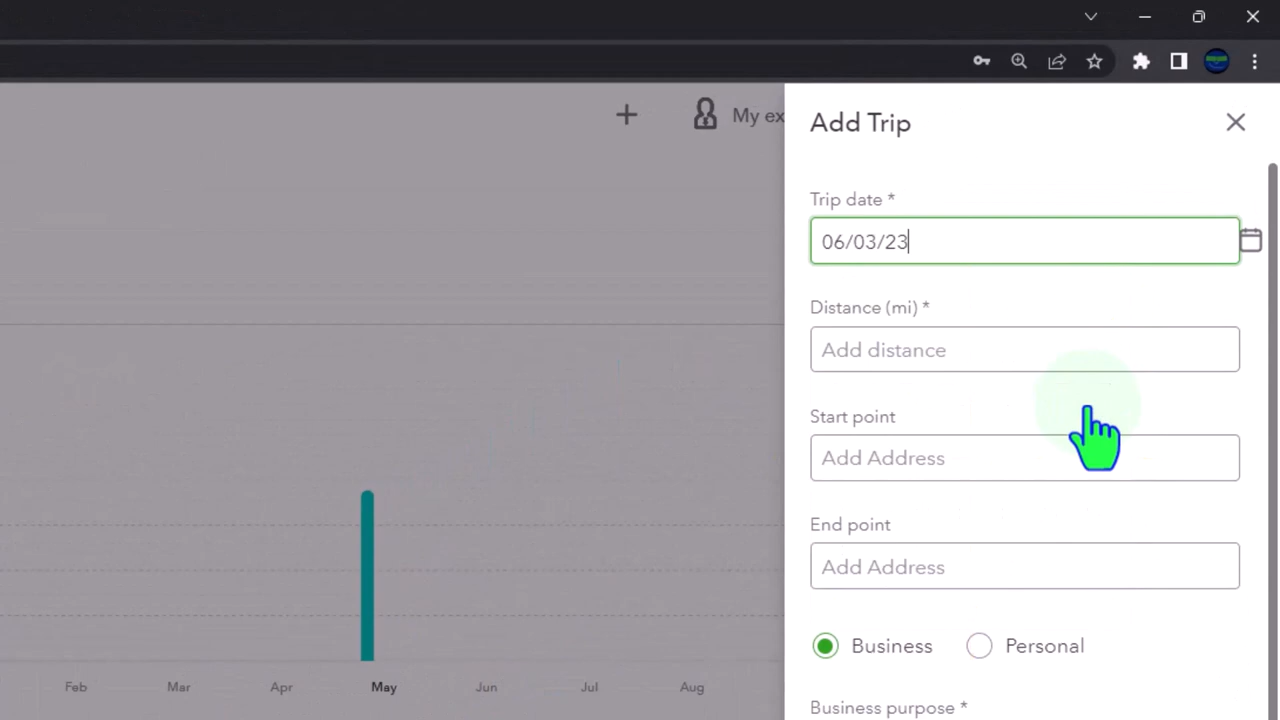 My ex
Add Trip
Trip date *
06/03/23
Distance (mi) *
Add distance
Start point
Add Address
End point
Add Address
Business
Personal
Business purpose *
Feb
Mar
Apr
May
Jun
Jul
Aug